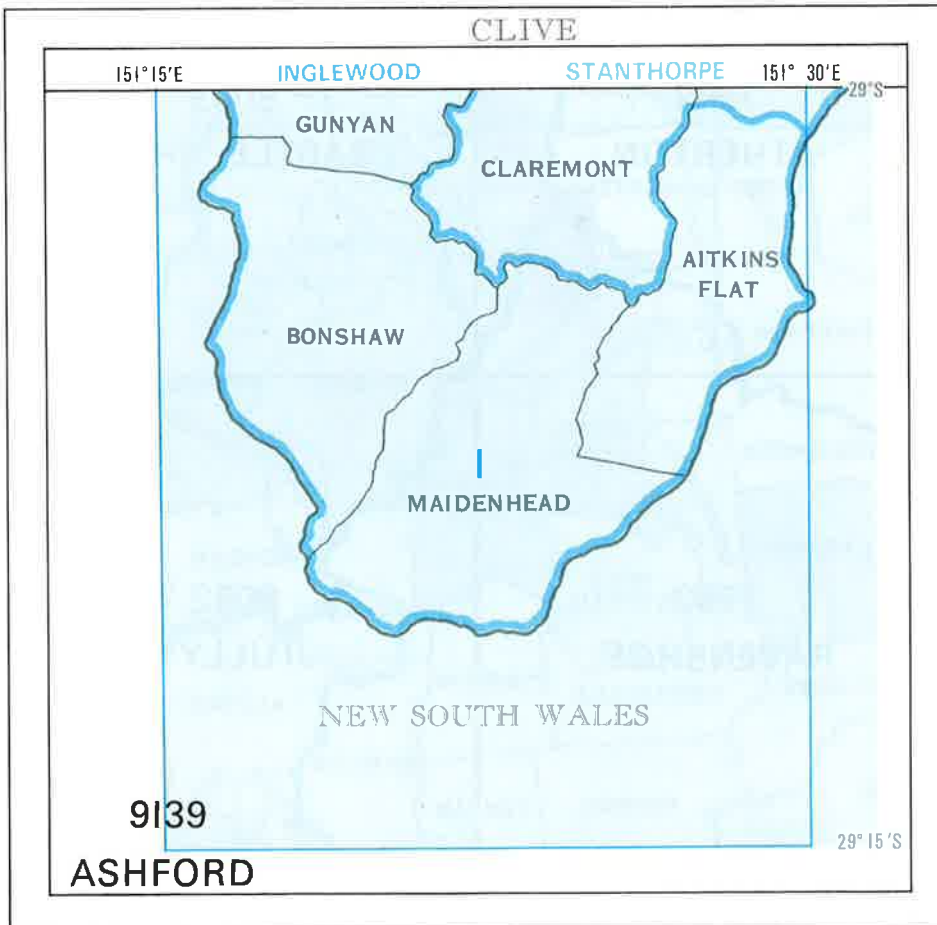 CLIVE
151°15'E INGLEWOOD STANTHORPE 151° 30'E
29°S
GUNYAN
CLAREMONT
AITKINS
FLAT
BONSHAW
MAIDENHEAD
NEW SOUTH WALES
9139
29°15'S
ASHFORD